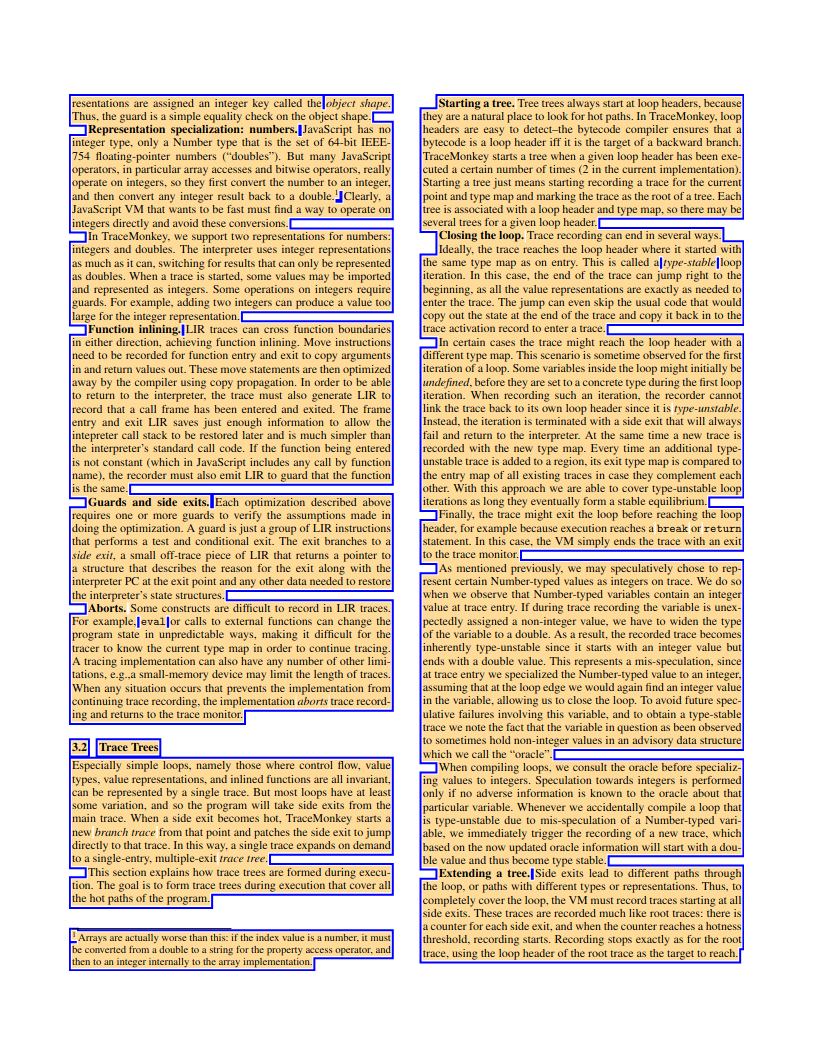 resentations are assigned an integer key called the object shape.
Thus, the guard is a simple equality check on the object shape.
Representation specialization: numbers. JavaScript has no
integer type, only a Number type that is the set of 64-bit IEEE-
754 floating-pointer numbers (“doubles”). But many JavaScript
operators, in particular array accesses and bitwise operators, really
operate on integers, so they first convert the number to an integer,
and then convert any integer result back to a double.1 Clearly, a
JavaScript VM that wants to be fast must find a way to operate on
integers directly and avoid these conversions.
In TraceMonkey, we support two representations for numbers:
integers and doubles. The interpreter uses integer representations
as much as it can, switching for results that can only be represented
as doubles. When a trace is started, some values may be imported
and represented as integers. Some operations on integers require
guards. For example, adding two integers can produce a value too
large for the integer representation.
Function inlining. LIR traces can cross function boundaries
in either direction, achieving function inlining. Move instructions
need to be recorded for function entry and exit to copy arguments
in and return values out. These move statements are then optimized
away by the compiler using copy propagation. In order to be able
to return to the interpreter, the trace must also generate LIR to
record that a call frame has been entered and exited. The frame
entry and exit LIR saves just enough information to allow the
intepreter call stack to be restored later and is much simpler than
the interpreter’s standard call code. If the function being entered
is not constant (which in JavaScript includes any call by function
name), the recorder must also emit LIR to guard that the function
is the same.
Guards and side exits. Each optimization described above
requires one or more guards to verify the assumptions made in
doing the optimization. A guard is just a group of LIR instructions
that performs a test and conditional exit. The exit branches to a
side exit, a small off-trace piece of LIR that returns a pointer to
a structure that describes the reason for the exit along with the
interpreter PC at the exit point and any other data needed to restore
the interpreter’s state structures.
Aborts. Some constructs are difficult to record in LIR traces.
For example, eval or calls to external functions can change the
program state in unpredictable ways, making it difficult for the
tracer to know the current type map in order to continue tracing.
A tracing implementation can also have any number of other limi-
tations, e.g.,a small-memory device may limit the length of traces.
When any situation occurs that prevents the implementation from
continuing trace recording, the implementation aborts trace record-
ing and returns to the trace monitor.
3.2 Trace Trees
Especially simple loops, namely those where control flow, value
types, value representations, and inlined functions are all invariant,
can be represented by a single trace. But most loops have at least
some variation, and so the program will take side exits from the
main trace. When a side exit becomes hot, TraceMonkey starts a
new branch trace from that point and patches the side exit to jump
directly to that trace. In this way, a single trace expands on demand
to a single-entry, multiple-exit trace tree.
This section explains how trace trees are formed during execu-
tion. The goal is to form trace trees during execution that cover all
the hot paths of the program.
1 Arrays are actually worse than this: if the index value is a number, it must
be converted from a double to a string for the property access operator, and
then to an integer internally to the array implementation.
Starting a tree. Tree trees always start at loop headers, because
they are a natural place to look for hot paths. In TraceMonkey, loop
headers are easy to detect–the bytecode compiler ensures that a
bytecode is a loop header iff it is the target of a backward branch.
TraceMonkey starts a tree when a given loop header has been exe-
cuted a certain number of times (2 in the current implementation).
Starting a tree just means starting recording a trace for the current
point and type map and marking the trace as the root of a tree. Each
tree is associated with a loop header and type map, so there may be
several trees for a given loop header.
Closing the loop. Trace recording can end in several ways.
Ideally, the trace reaches the loop header where it started with
the same type map as on entry. This is called a type-stable loop
iteration. In this case, the end of the trace can jump right to the
beginning, as all the value representations are exactly as needed to
enter the trace. The jump can even skip the usual code that would
copy out the state at the end of the trace and copy it back in to the
trace activation record to enter a trace.
In certain cases the trace might reach the loop header with a
different type map. This scenario is sometime observed for the first
iteration of a loop. Some variables inside the loop might initially be
undefined, before they are set to a concrete type during the first loop
iteration. When recording such an iteration, the recorder cannot
link the trace back to its own loop header since it is type-unstable.
Instead, the iteration is terminated with a side exit that will always
fail and return to the interpreter. At the same time a new trace is
recorded with the new type map. Every time an additional type-
unstable trace is added to a region, its exit type map is compared to
the entry map of all existing traces in case they complement each
other. With this approach we are able to cover type-unstable loop
iterations as long they eventually form a stable equilibrium.
Finally, the trace might exit the loop before reaching the loop
header, for example because execution reaches a break or return
statement. In this case, the VM simply ends the trace with an exit
to the trace monitor.
As mentioned previously, we may speculatively chose to rep-
resent certain Number-typed values as integers on trace. We do so
when we observe that Number-typed variables contain an integer
value at trace entry. If during trace recording the variable is unex-
pectedly assigned a non-integer value, we have to widen the type
of the variable to a double. As a result, the recorded trace becomes
inherently type-unstable since it starts with an integer value but
ends with a double value. This represents a mis-speculation, since
at trace entry we specialized the Number-typed value to an integer,
assuming that at the loop edge we would again find an integer value
in the variable, allowing us to close the loop. To avoid future spec-
ulative failures involving this variable, and to obtain a type-stable
trace we note the fact that the variable in question as been observed
to sometimes hold non-integer values in an advisory data structure
which we call the “oracle”.
When compiling loops, we consult the oracle before specializ-
ing values to integers. Speculation towards integers is performed
only if no adverse information is known to the oracle about that
particular variable. Whenever we accidentally compile a loop that
is type-unstable due to mis-speculation of a Number-typed vari-
able, we immediately trigger the recording of a new trace, which
based on the now updated oracle information will start with a dou-
ble value and thus become type stable.
Extending a tree. Side exits lead to different paths through
the loop, or paths with different types or representations. Thus, to
completely cover the loop, the VM must record traces starting at all
side exits. These traces are recorded much like root traces: there is
a counter for each side exit, and when the counter reaches a hotness
threshold, recording starts. Recording stops exactly as for the root
trace, using the loop header of the root trace as the target to reach.